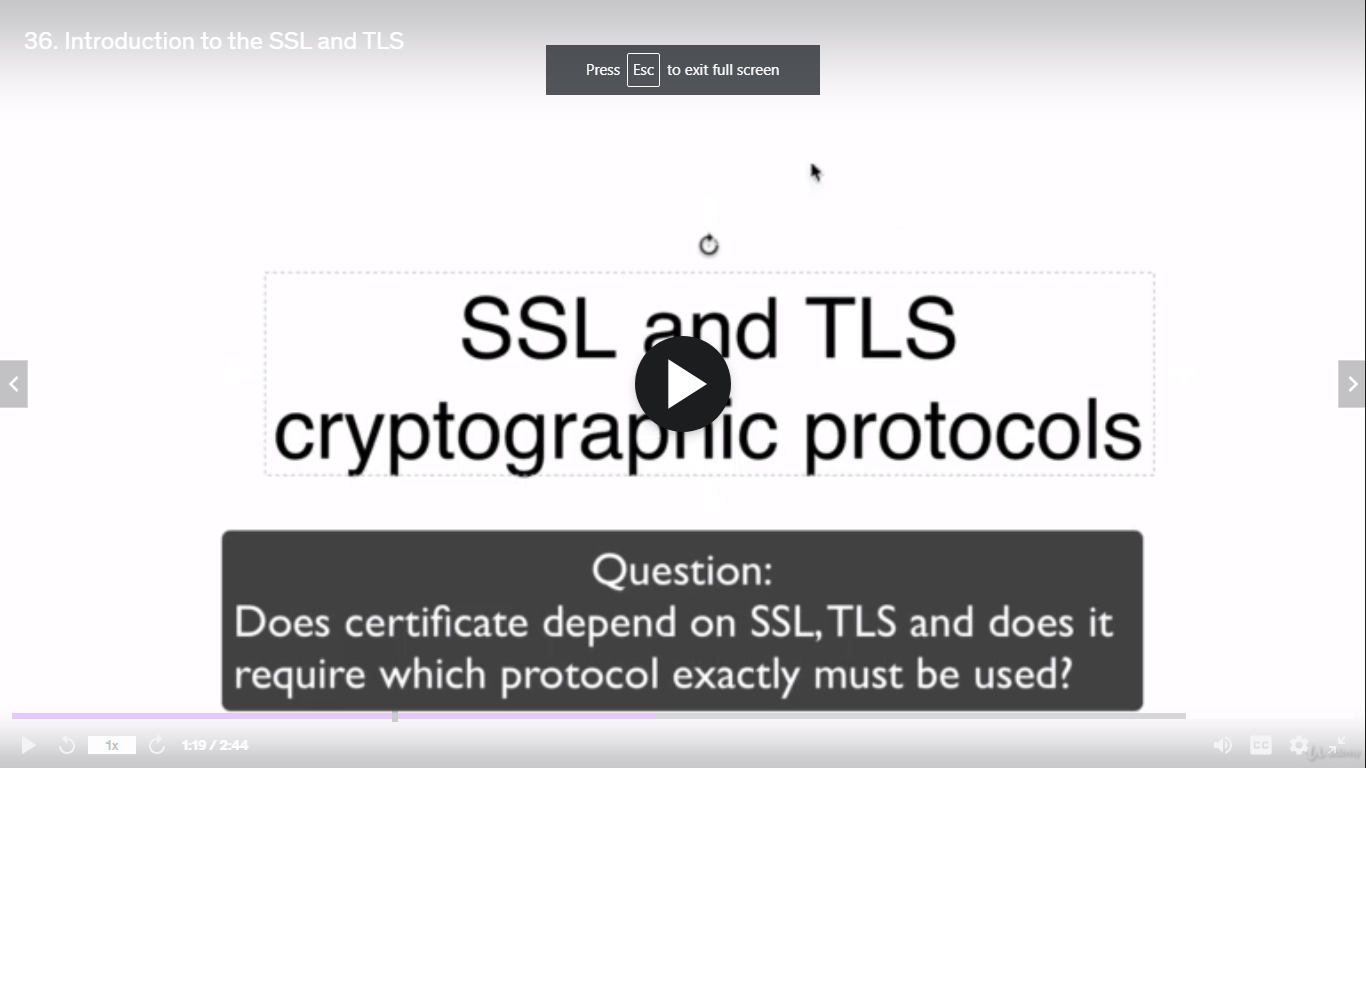 36. Introduction to the SSL and TLS
Press Esc to exit full screen
SSL and TLS
cryptographic protocols
Question:
Does certificate depend on SSL, TLS and does it
require which protocol exactly must be used?
1x 1:19 / 2:44 CC